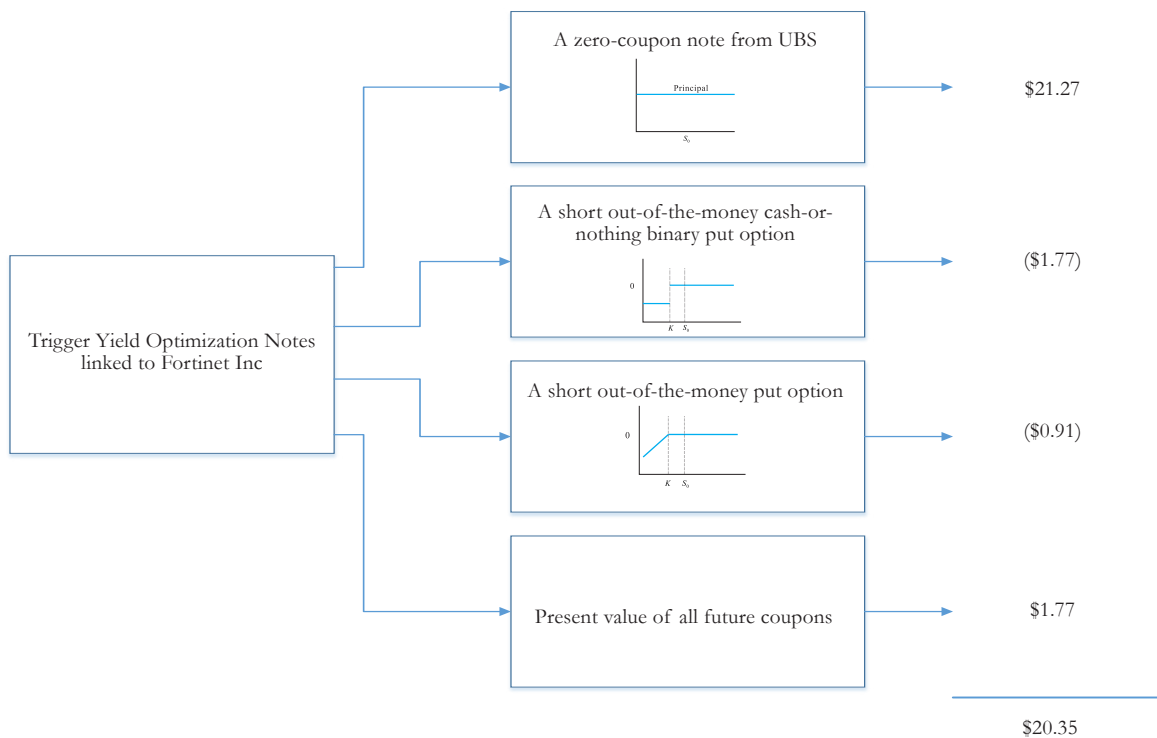 A zero-coupon note from UBS
Principal
S₀
$21.27
A short out-of-the-money cash-or-
nothing binary put option
0
K S₀
($1.77)
Trigger Yield Optimization Notes
linked to Fortinet Inc
A short out-of-the-money put option
0
K S₀
($0.91)
Present value of all future coupons
$1.77
$20.35